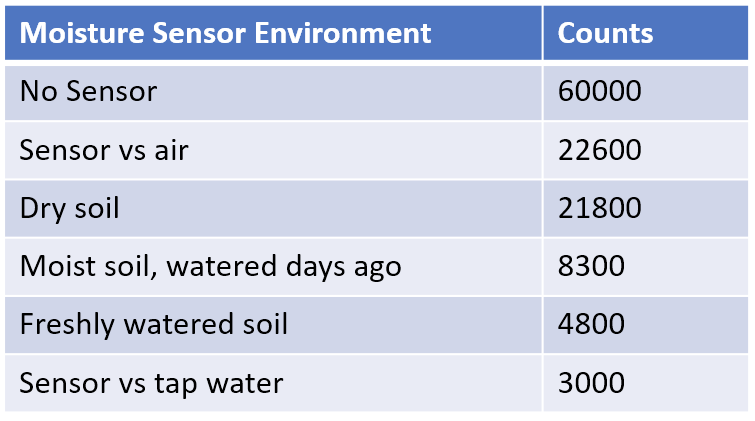 Moisture Sensor Environment Counts
No Sensor 60000
Sensor vs air 22600
Dry soil 21800
Moist soil, watered days ago 8300
Freshly watered soil 4800
Sensor vs tap water 3000